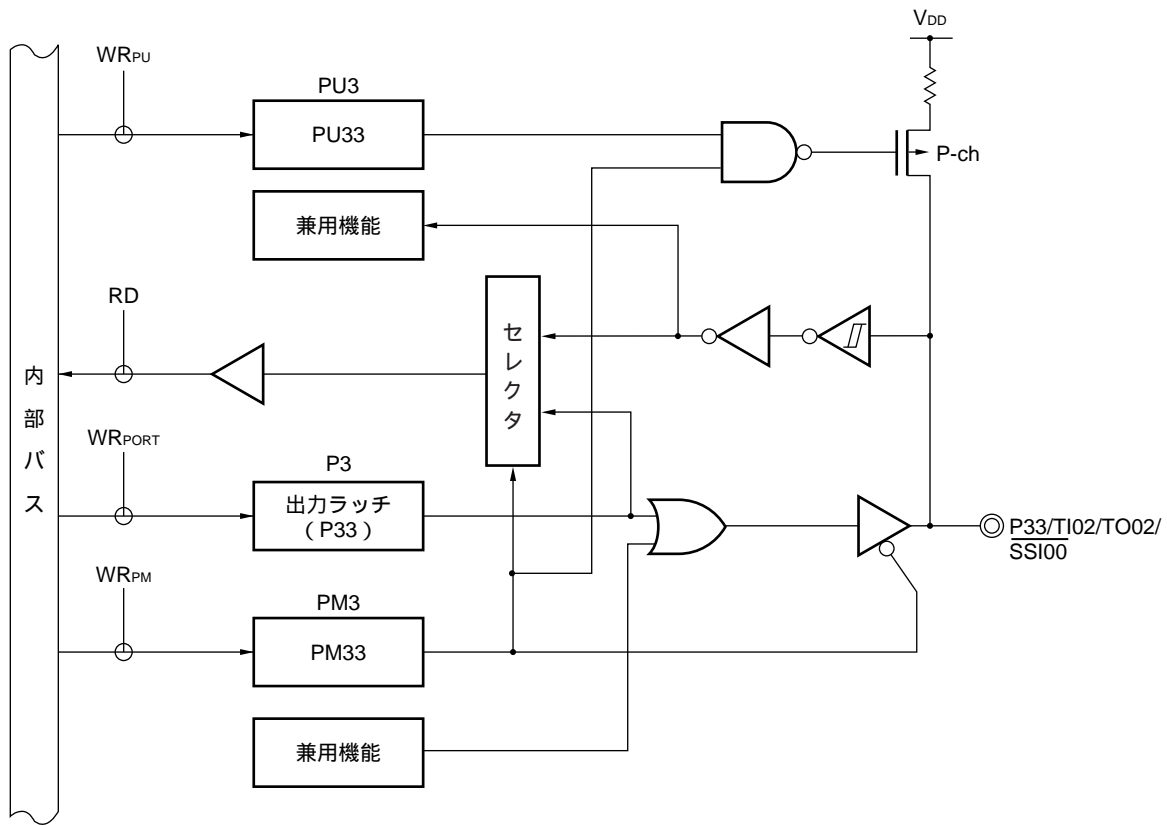 VDD
WRPU
PU3
PU33
P-ch
兼用機能
RD
セレクタ
内部バス
WRPORT
P3
出力ラッチ
(P33)
P33/TI02/TO02/
SSI00
WRPM
PM3
PM33
兼用機能